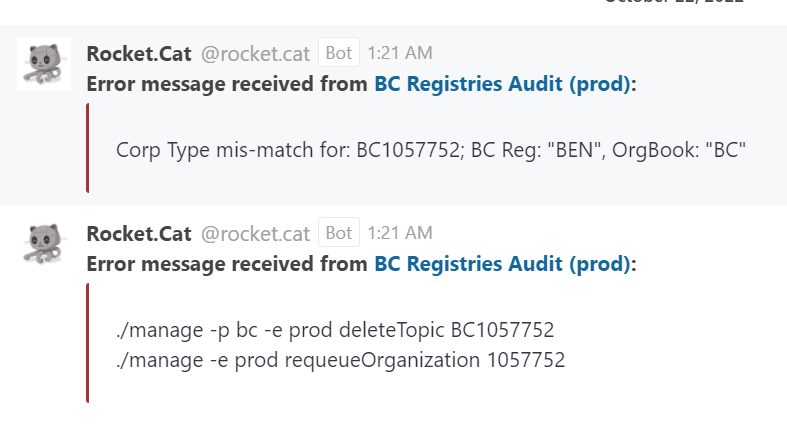 October 22, 2022
Rocket.Cat @rocket.cat Bot 1:21 AM
Error message received from BC Registries Audit (prod):
Corp Type mis-match for: BC1057752; BC Reg: "BEN", OrgBook: "BC"
Rocket.Cat @rocket.cat Bot 1:21 AM
Error message received from BC Registries Audit (prod):
./manage -p bc -e prod deleteTopic BC1057752
./manage -e prod requeueOrganization 1057752